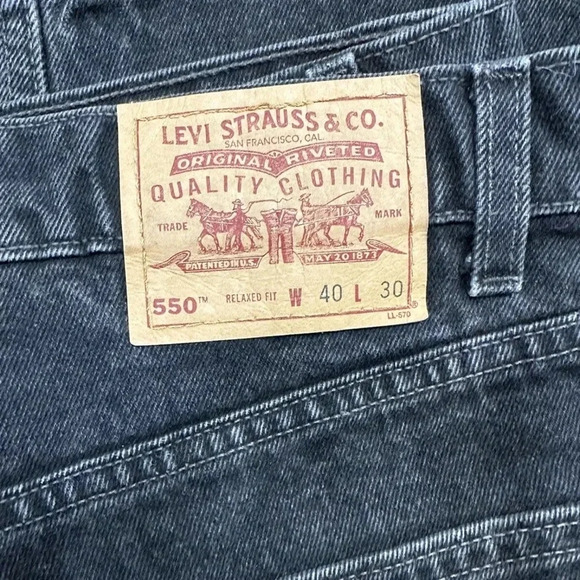 LEVI STRAUSS & CO.
SAN FRANCISCO, CAL
ORIGINAL RIVETED
QUALITY CLOTHING
TRADE MARK
PATENTED IN U.S. MAY 20 1873
550™ RELAXED FIT W 40 L 30
LL-570 ®